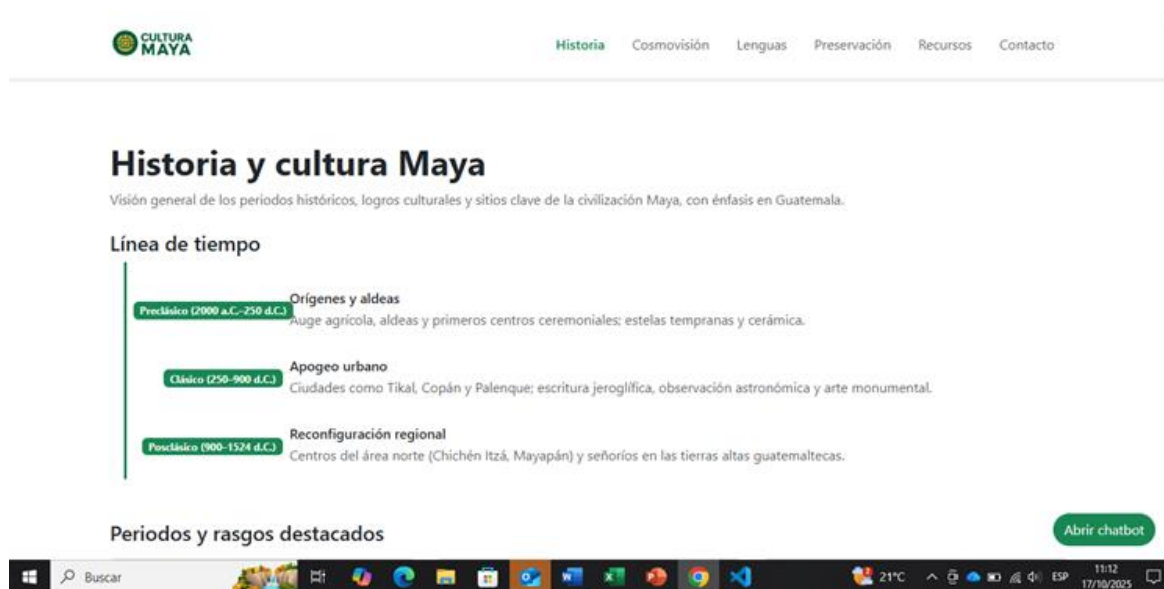 CULTURA
MAYA
Historia Cosmovisión Lenguas Preservación Recursos Contacto
Historia y cultura Maya
Visión general de los periodos históricos, logros culturales y sitios clave de la civilización Maya, con énfasis en Guatemala.
Línea de tiempo
Preclásico (2000 a.C.–250 d.C.)
Orígenes y aldeas
Auge agrícola, aldeas y primeros centros ceremoniales; estelas tempranas y cerámica.
Clásico (250–900 d.C.)
Apogeo urbano
Ciudades como Tikal, Copán y Palenque; escritura jeroglífica, observación astronómica y arte monumental.
Posclásico (900–1524 d.C.)
Reconfiguración regional
Centros del área norte (Chichén Itzá, Mayapán) y señoríos en las tierras altas guatemaltecas.
Periodos y rasgos destacados
Abrir chatbot
Buscar
21°C
ESP
11:12
17/10/2025